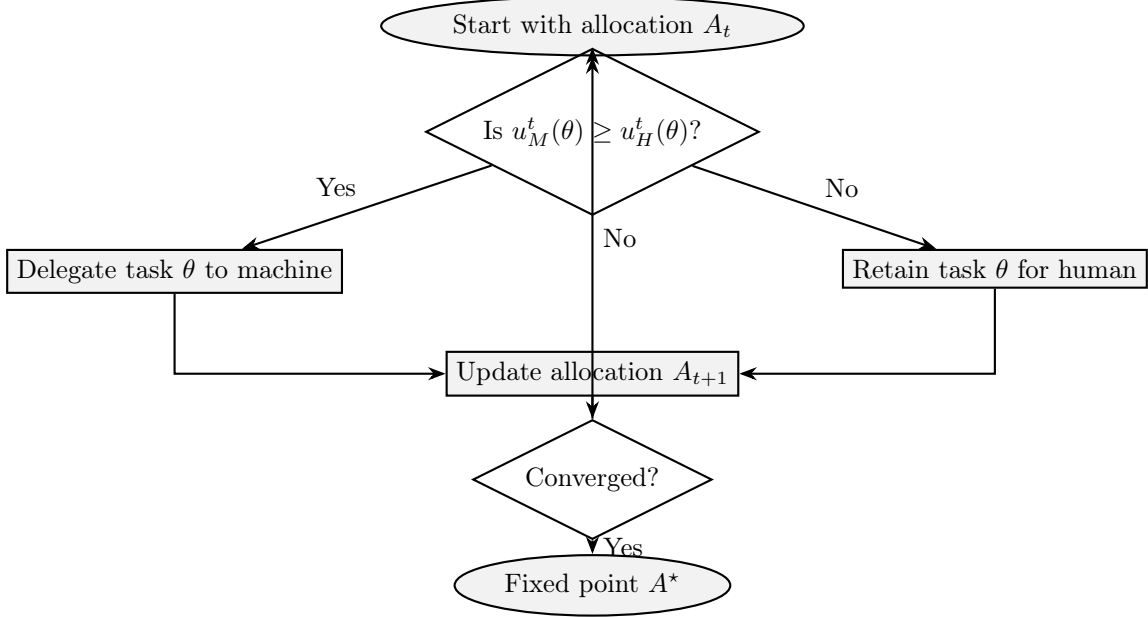 Start with allocation $A_t$
Is $u_M^t(\theta) \geq u_H^t(\theta)$?
Yes
No
No
Delegate task $\theta$ to machine
Retain task $\theta$ for human
Update allocation $A_{t+1}$
Converged?
Yes
Fixed point $A^\star$